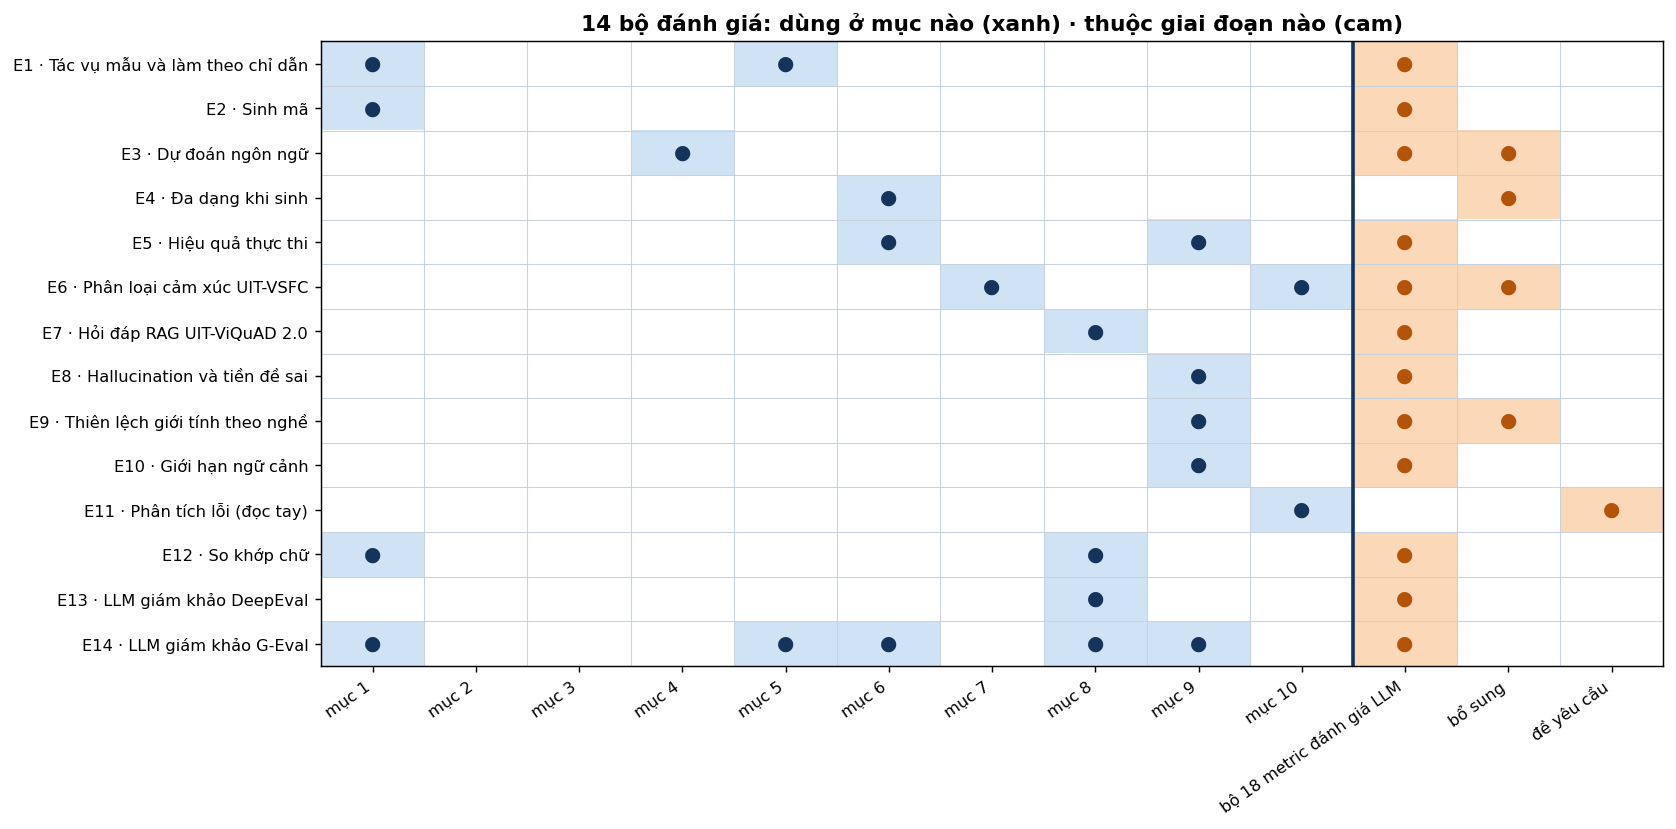 14 bộ đánh giá: dùng ở mục nào (xanh) · thuộc giai đoạn nào (cam)
E1 · Tác vụ mẫu và làm theo chỉ dẫn
E2 · Sinh mã
E3 · Dự đoán ngôn ngữ
E4 · Đa dạng khi sinh
E5 · Hiệu quả thực thi
E6 · Phân loại cảm xúc UIT-VSFC
E7 · Hỏi đáp RAG UIT-ViQuAD 2.0
E8 · Hallucination và tiền đề sai
E9 · Thiên lệch giới tính theo nghề
E10 · Giới hạn ngữ cảnh
E11 · Phân tích lỗi (đọc tay)
E12 · So khớp chữ
E13 · LLM giám khảo DeepEval
E14 · LLM giám khảo G-Eval
mục 1
mục 2
mục 3
mục 4
mục 5
mục 6
mục 7
mục 8
mục 9
mục 10
bộ 18 metric đánh giá LLM
bổ sung
đề yêu cầu